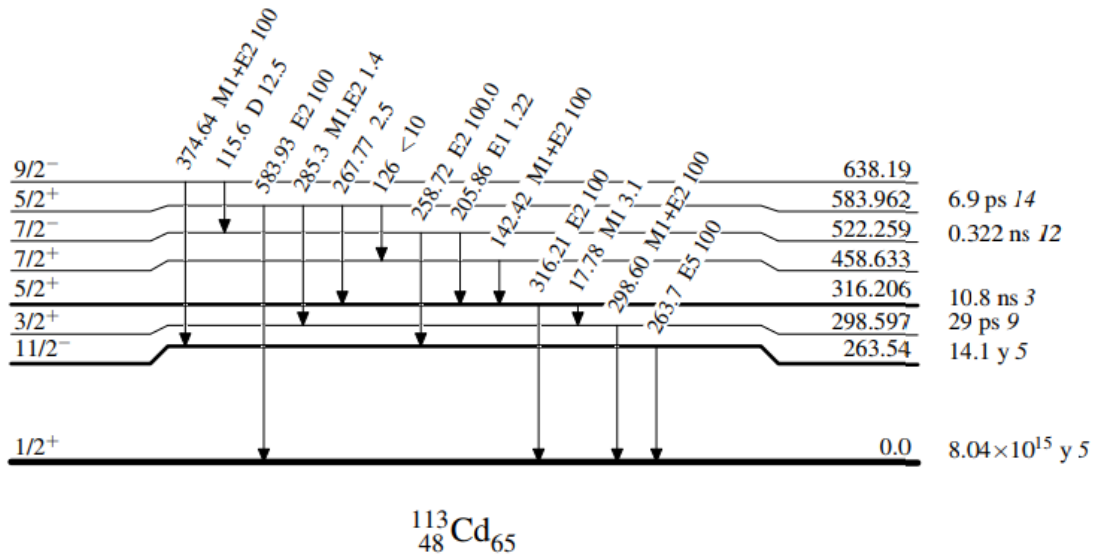 374.64 M1+E2 100
115.6 D 12.5
583.93 E2 100
285.3 M1,E2 1.4
267.77 2.5
126 <10
258.72 E2 100.0
205.86 E1 1.22
142.42 M1+E2 100
316.21 E2 100
17.78 M1 3.1
298.60 M1+E2 100
263.7 E5 100
9/2⁻ 638.19
5/2⁺ 583.962 6.9 ps 14
7/2⁻ 522.259 0.322 ns 12
7/2⁺ 458.633
5/2⁺ 316.206 10.8 ns 3
3/2⁺ 298.597 29 ps 9
11/2⁻ 263.54 14.1 y 5
1/2⁺ 0.0 8.04×10¹⁵ y 5
¹¹³₄₈Cd₆₅